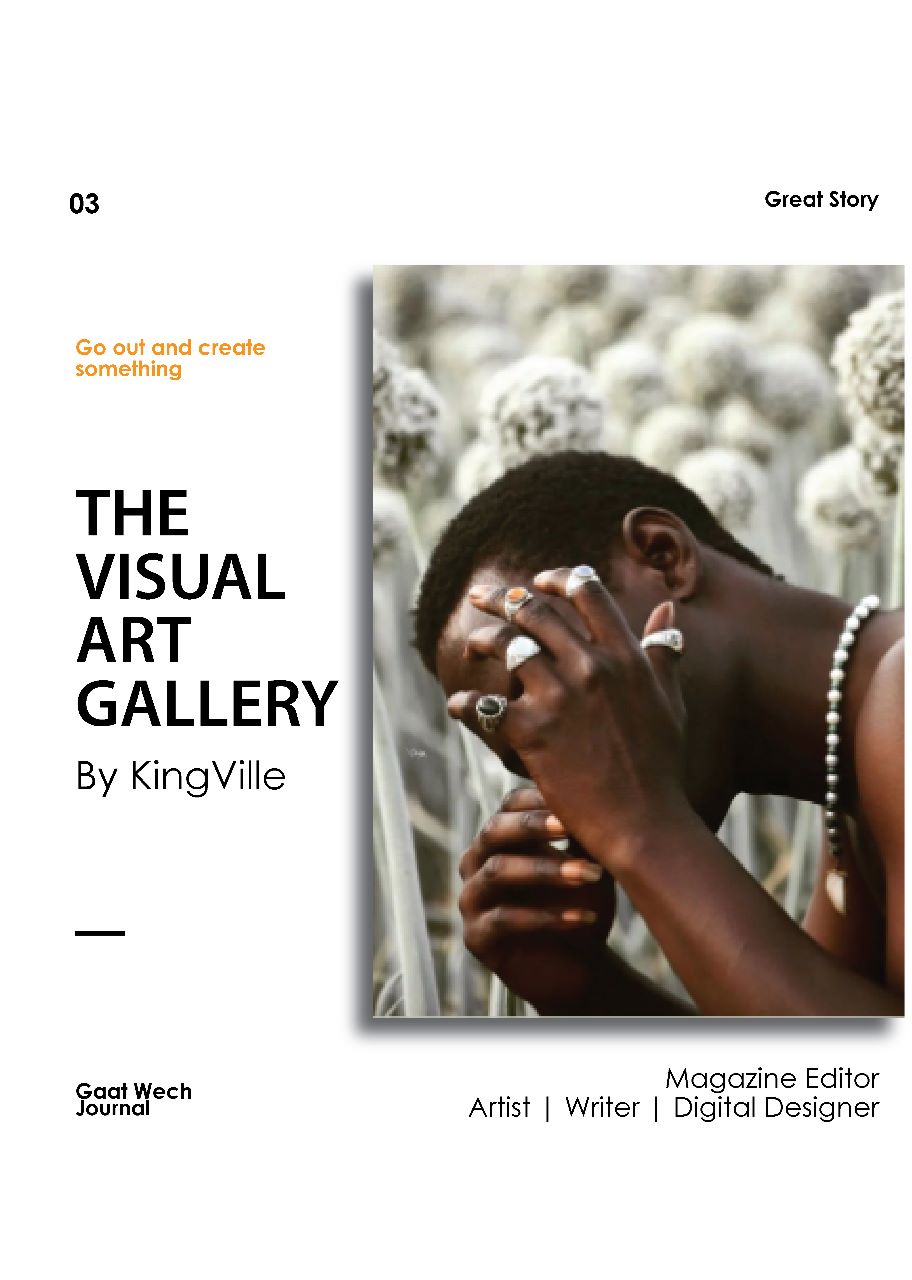 03
Great Story
Go out and create
something
THE
VISUAL
ART
GALLERY
By KingVille
Gaat Wech
Journal
Magazine Editor
Artist | Writer | Digital Designer